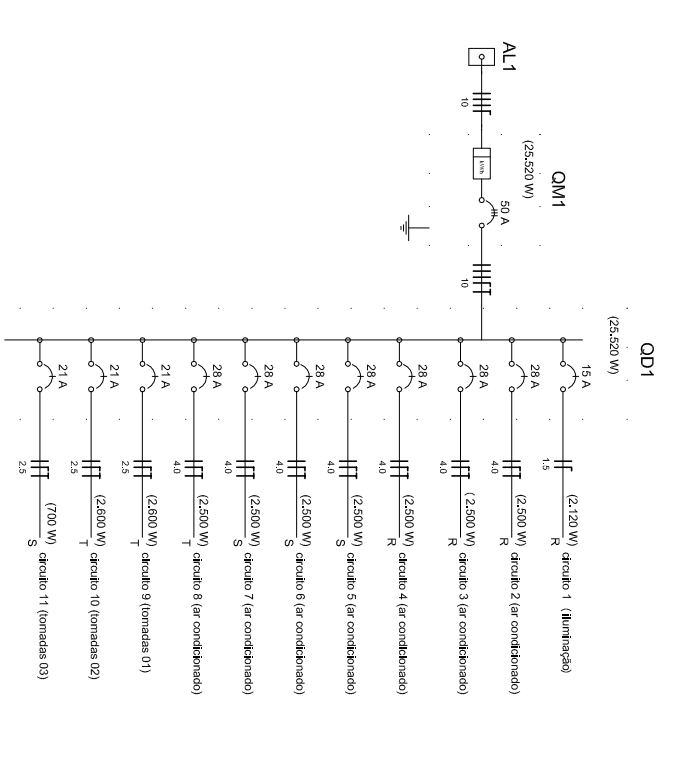 AL1
10
kWh
(25.520 W)
QM1
50 A
10
QD1
(25.520 W)
15 A
1.5
(2.120 W)
R
circuito 1 (iluminação)
28 A
4.0
(2.500 W)
R
circuito 2 (ar condicionado)
28 A
4.0
( 2.500 W)
R
circuito 3 (ar condicionado)
28 A
4.0
(2.500 W)
R
circuito 4 (ar condicionado)
28 A
4.0
(2.500 W)
S
circuito 5 (ar condicionado)
28 A
4.0
(2.500 W)
S
circuito 6 (ar condicionado)
28 A
4.0
(2.500 W)
S
circuito 7 (ar condicionado)
28 A
4.0
(2.500 W)
T
circuito 8 (ar condicionado)
21 A
2.5
(2.600 W)
T
circuito 9 (tomadas 01)
21 A
2.5
(2.600 W)
T
circuito 10 (tomadas 02)
21 A
2.5
(700 W)
S
circuito 11 (tomadas 03)